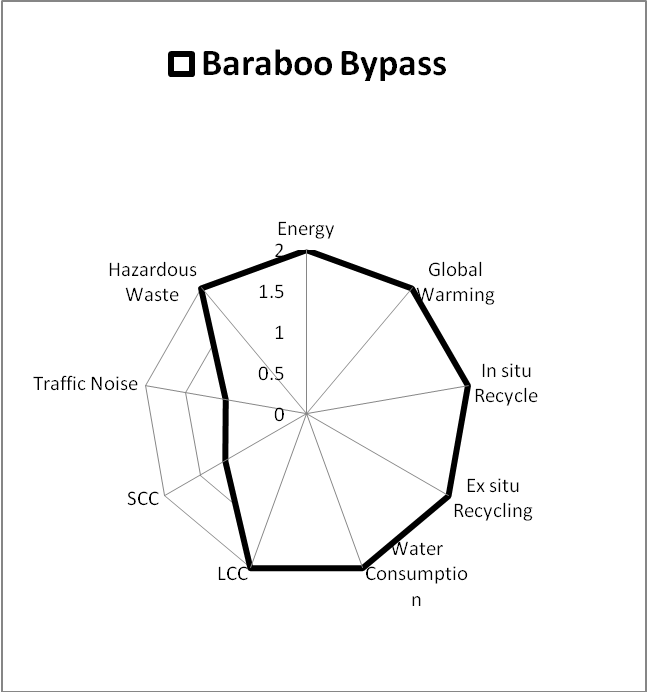 Baraboo Bypass
Energy
2
1.5
1
0.5
0
Global
Warming
In situ
Recycle
Ex situ
Recycling
Water
Consumptio
n
LCC
SCC
Traffic Noise
Hazardous
Waste